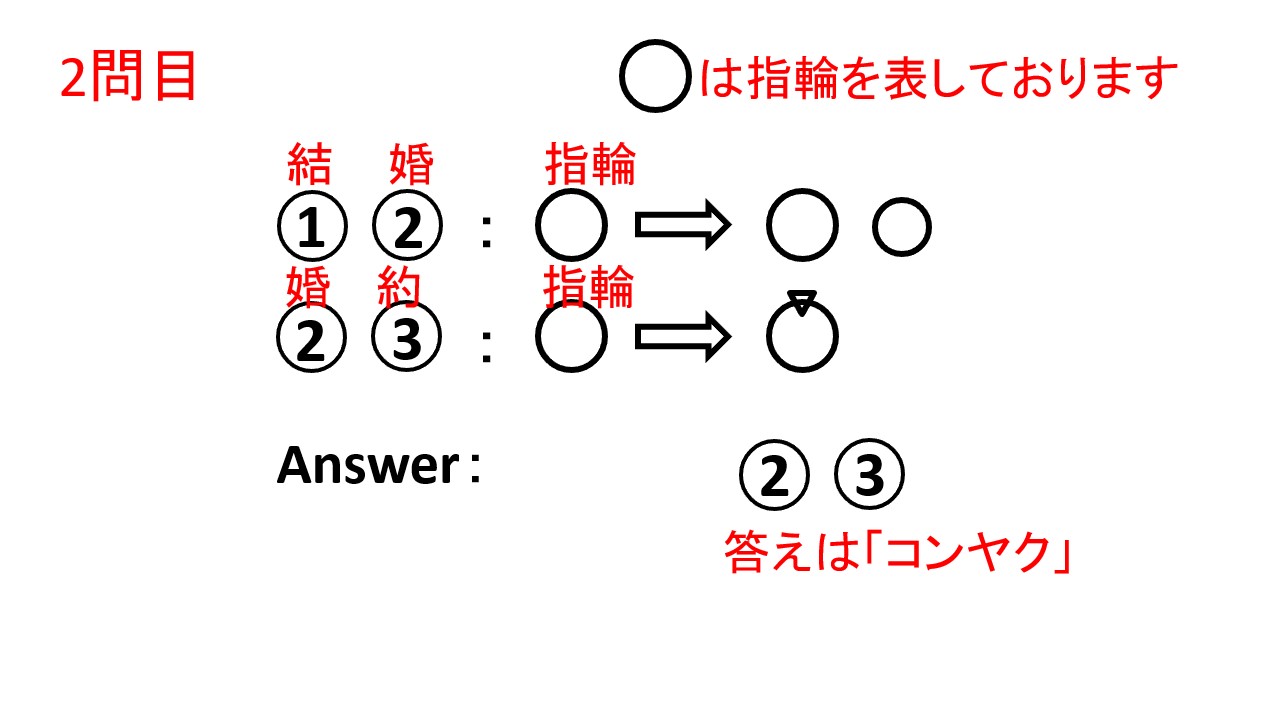 2問目
は指輪を表しております
結 婚 指輪
1 2 :
婚 約 指輪
2 3 :
Answer: 2 3
答えは「コンヤク」